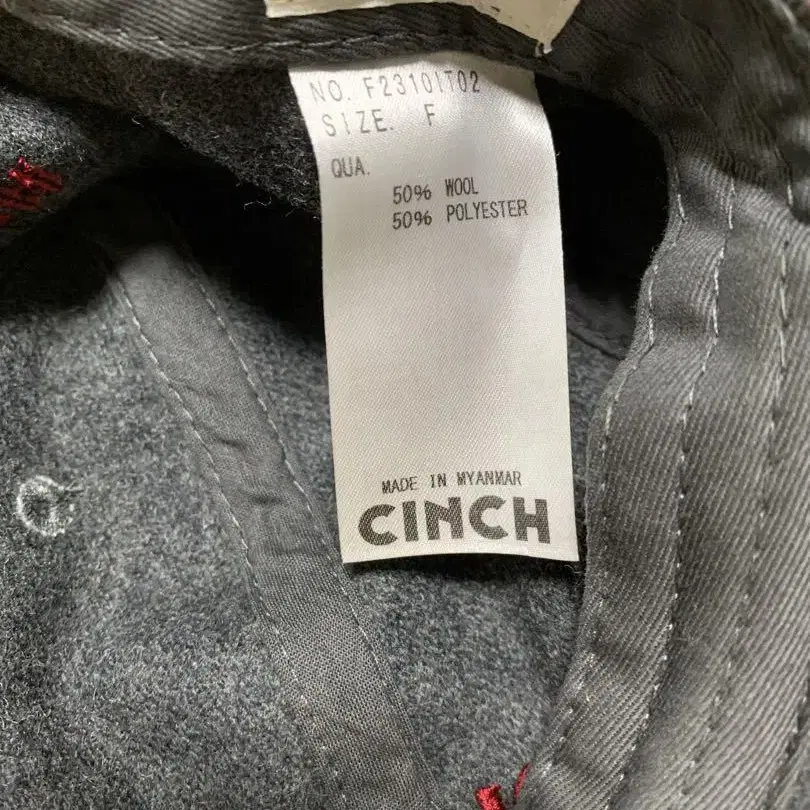 NO. F23101T02
SIZE. F
QUA.
50% WOOL
50% POLYESTER
MADE IN MYANMAR
CINCH